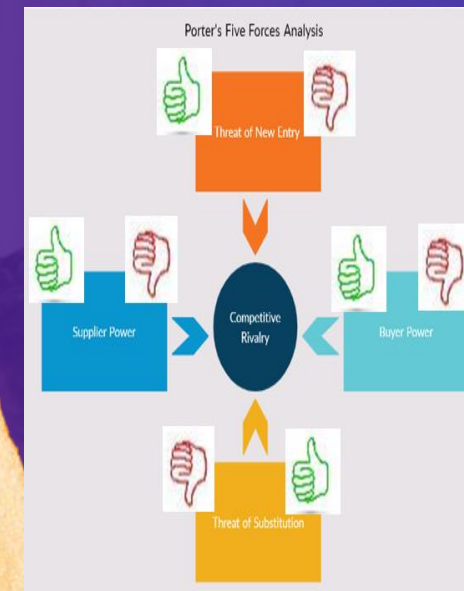 Porter's Five Forces Analysis
Threat of New Entry
Supplier Power
Competitive
Rivalry
Buyer Power
Threat of Substitution